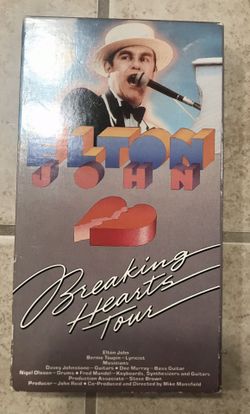 ELTON
JOHN
Breaking
Hearts
Tour
Elton John
Bernie Taupin—Lyricist
Musicians
Davey Johnstone—Guitars • Dee Murray—Bass Guitar
Nigel Olsson—Drums • Fred Mandel—Keyboards, Synthesizers and Guitars
Production Associate—Steve Brown
Producer—John Reid • Co-Produced and Directed by Mike Mansfield